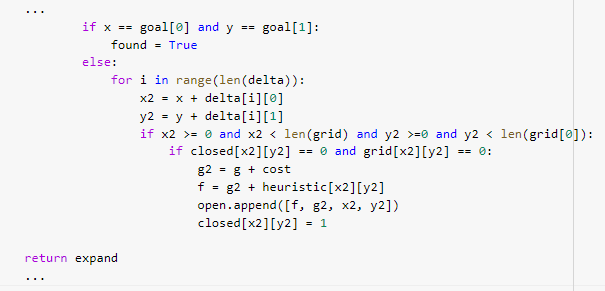 ...
        if x == goal[0] and y == goal[1]:
            found = True
        else:
            for i in range(len(delta)):
                x2 = x + delta[i][0]
                y2 = y + delta[i][1]
                if x2 >= 0 and x2 < len(grid) and y2 >=0 and y2 < len(grid[0]):
                    if closed[x2][y2] == 0 and grid[x2][y2] == 0:
                        g2 = g + cost
                        f = g2 + heuristic[x2][y2]
                        open.append([f, g2, x2, y2])
                        closed[x2][y2] = 1
return expand
...